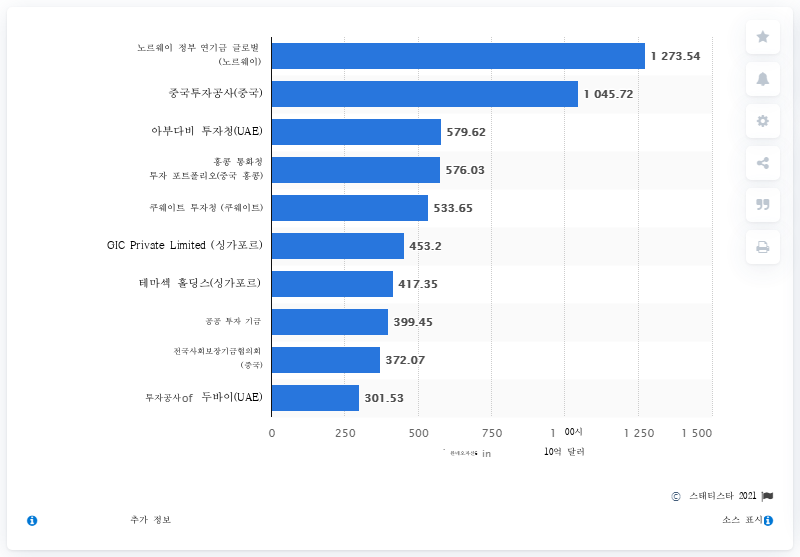 노르웨이 정부 연기금 글로벌
(노르웨이)
1 273.54
중국투자공사(중국)
1 045.72
아부다비 투자청(UAE)
579.62
홍콩 통화청
투자 포트폴리오(중국 홍콩)
576.03
쿠웨이트 투자청 (쿠웨이트)
533.65
GIC Private Limited (싱가포르)
453.2
테마섹 홀딩스(싱가포르)
417.35
공공 투자 기금
399.45
전국사회보장기금협의회
(중국)
372.07
투자공사of 두바이(UAE)
301.53
0 250 500 750 1 00시 1 250 1 500
in 10억 달러
© 스태티스타 2021
추가 정보 소스 표시